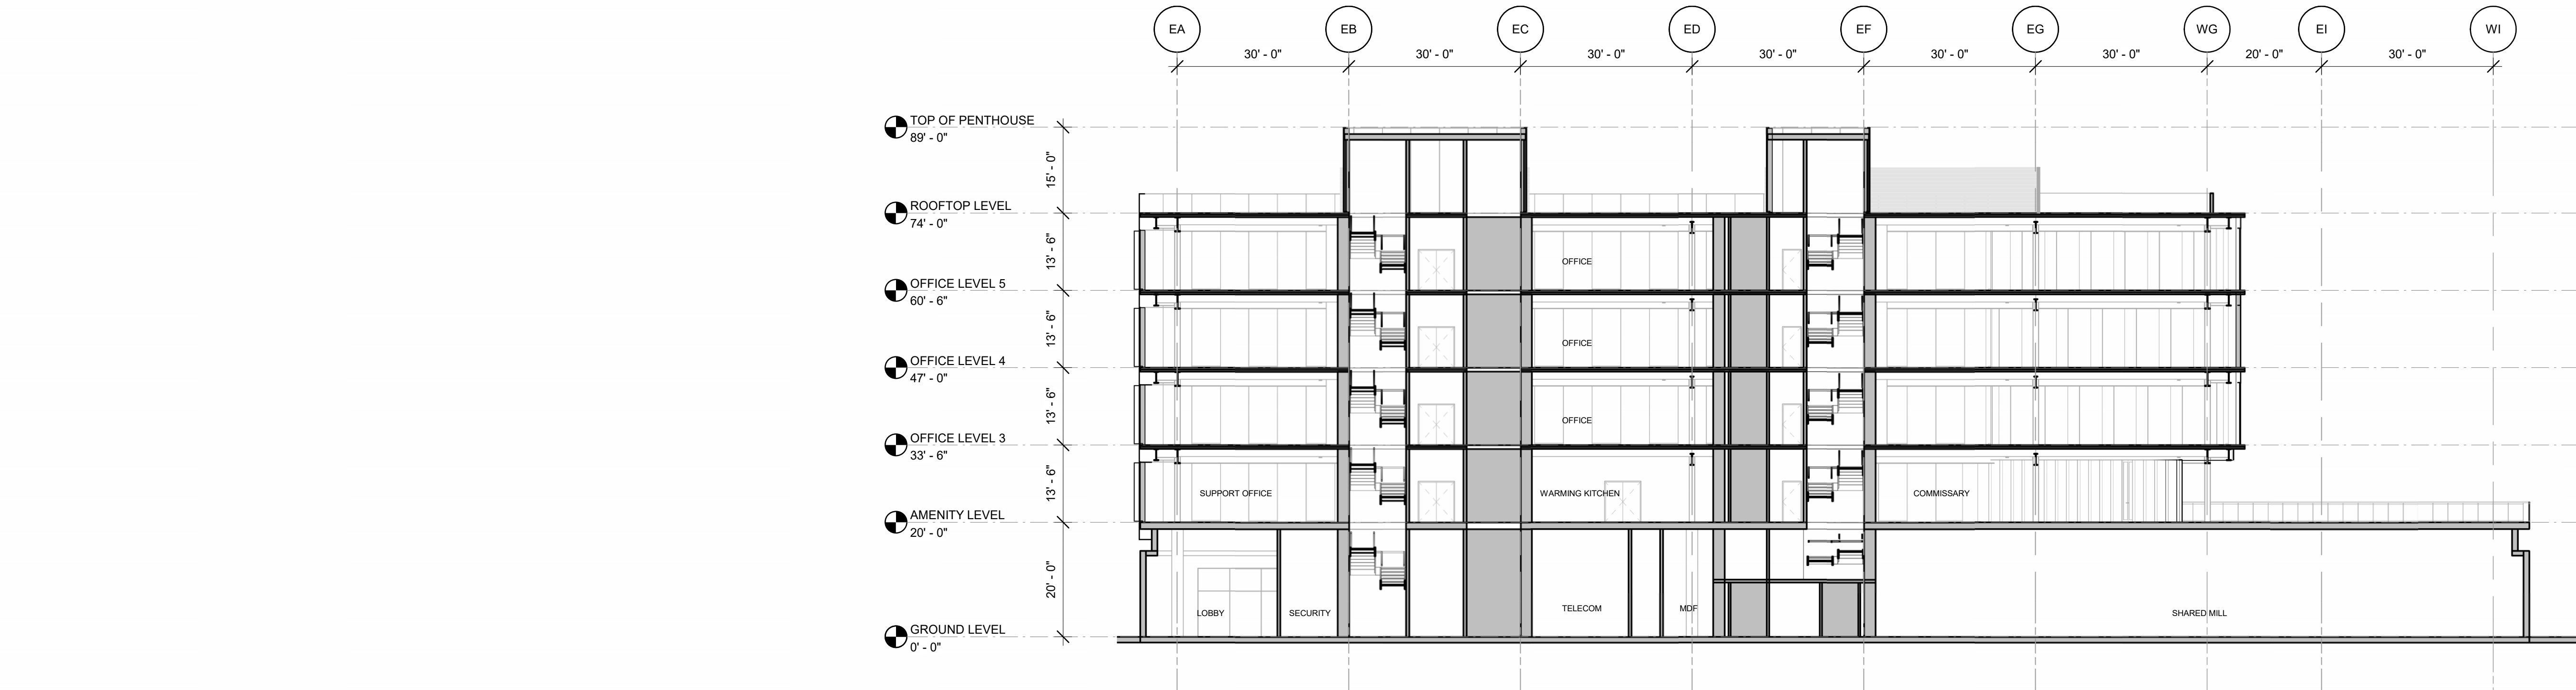 EA
EB
EC
ED
EF
EG
WG
EI
WI
30' - 0"
30' - 0"
30' - 0"
30' - 0"
30' - 0"
30' - 0"
20' - 0"
30' - 0"
TOP OF PENTHOUSE
89' - 0"
15' - 0"
ROOFTOP LEVEL
74' - 0"
13' - 6"
OFFICE
OFFICE LEVEL 5
60' - 6"
13' - 6"
OFFICE
OFFICE LEVEL 4
47' - 0"
13' - 6"
OFFICE
OFFICE LEVEL 3
33' - 6"
13' - 6"
SUPPORT OFFICE
WARMING KITCHEN
COMMISSARY
AMENITY LEVEL
20' - 0"
20' - 0"
LOBBY
SECURITY
TELECOM
MDF
SHARED MILL
GROUND LEVEL
0' - 0"